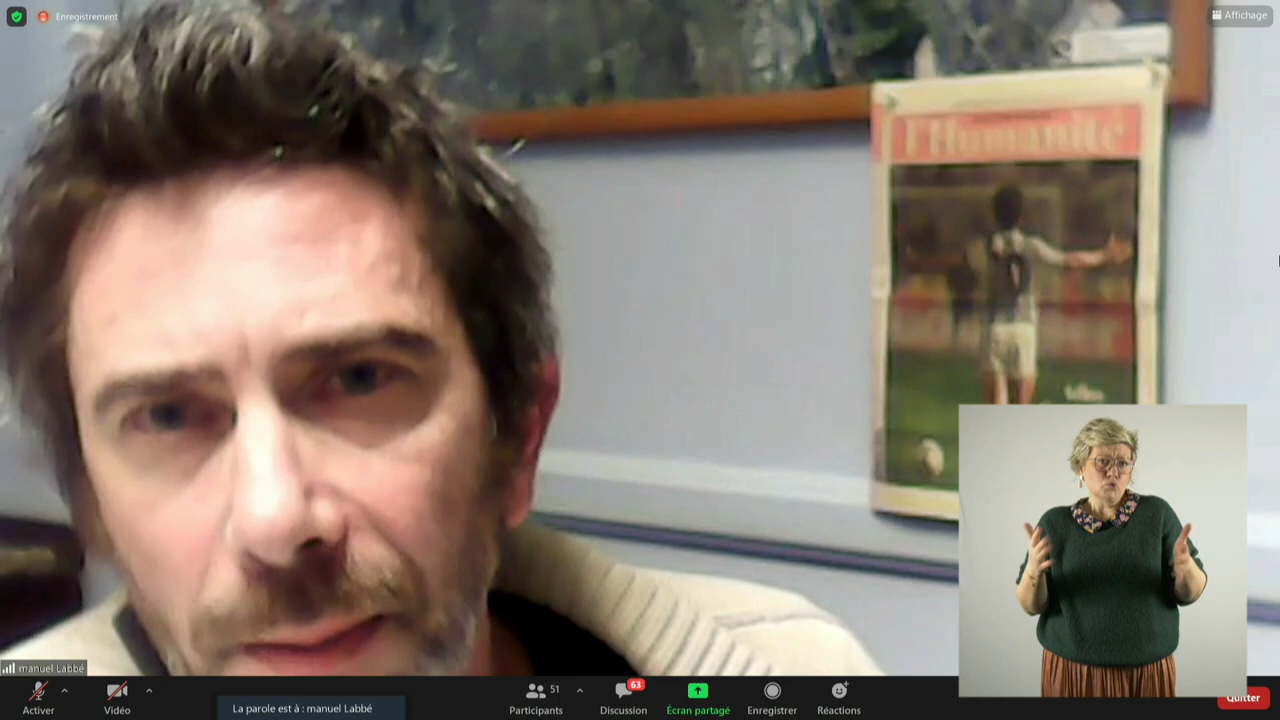 Enregistrement
Affichage
l'Humanité
manuel Labbé
Activer
Vidéo
La parole est à : manuel Labbé
51
Participants
63
Discussion
Écran partagé
Enregistrer
Réactions
Quitter